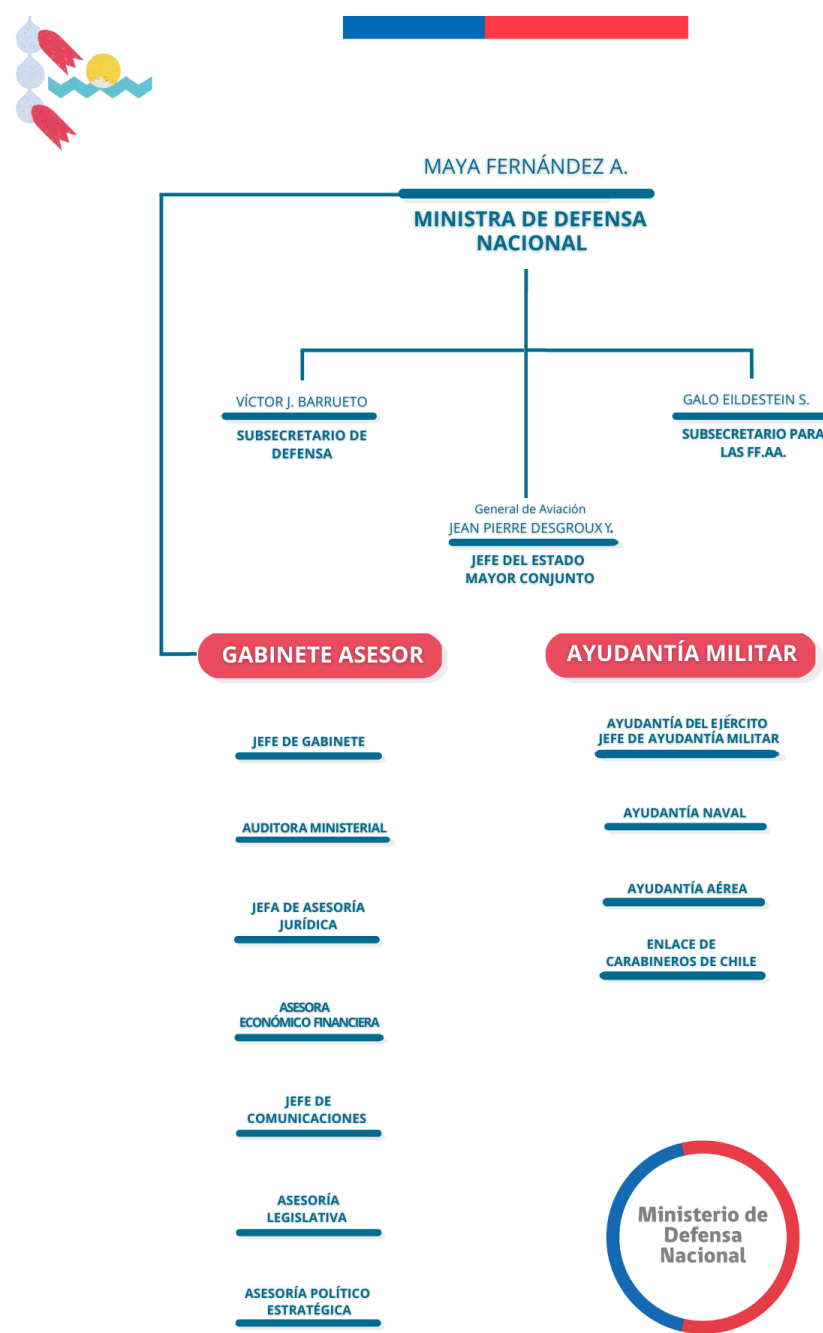 MAYA FERNÁNDEZ A.
MINISTRA DE DEFENSA
NACIONAL
VÍCTOR J. BARRUETO
SUBSECRETARIO DE
DEFENSA
GALO EILDESTEIN S.
SUBSECRETARIO PARA
LAS FF.AA.
General de Aviación
JEAN PIERRE DESGROUX Y.
JEFE DEL ESTADO
MAYOR CONJUNTO
GABINETE ASESOR
JEFE DE GABINETE
AUDITORA MINISTERIAL
JEFA DE ASESORÍA
JURÍDICA
ASESORA
ECONÓMICO FINANCIERA
JEFE DE
COMUNICACIONES
ASESORÍA
LEGISLATIVA
ASESORÍA POLÍTICO
ESTRATÉGICA
AYUDANTÍA MILITAR
AYUDANTÍA DEL EJÉRCITO
JEFE DE AYUDANTÍA MILITAR
AYUDANTÍA NAVAL
AYUDANTÍA AÉREA
ENLACE DE
CARABINEROS DE CHILE
Ministerio de
Defensa
Nacional